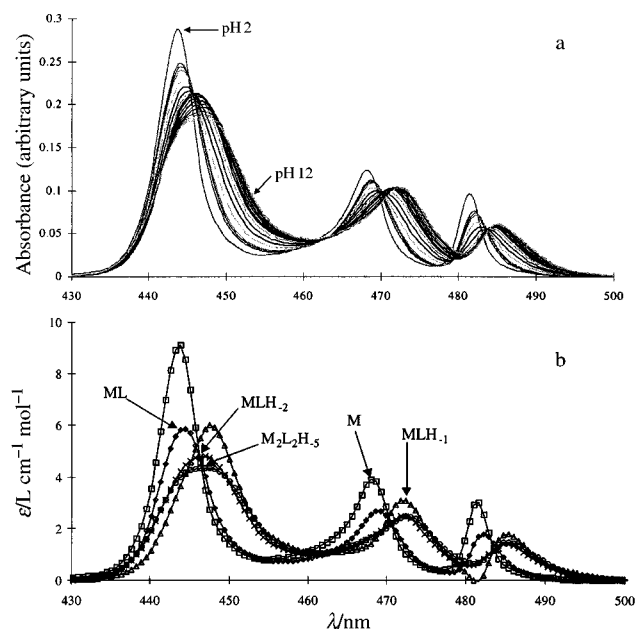 0.3
a
pH 2
0.25
0.2
0.15
pH 12
0.1
0.05
0
Absorbance (arbitrary units)
430 440 450 460 470 480 490 500
10
b
8
ML
MLH₋₂
M
6
M₂L₂H₋₅
MLH₋₁
4
2
0
ε/L cm⁻¹ mol⁻¹
430 440 450 460 470 480 490 500
λ/nm